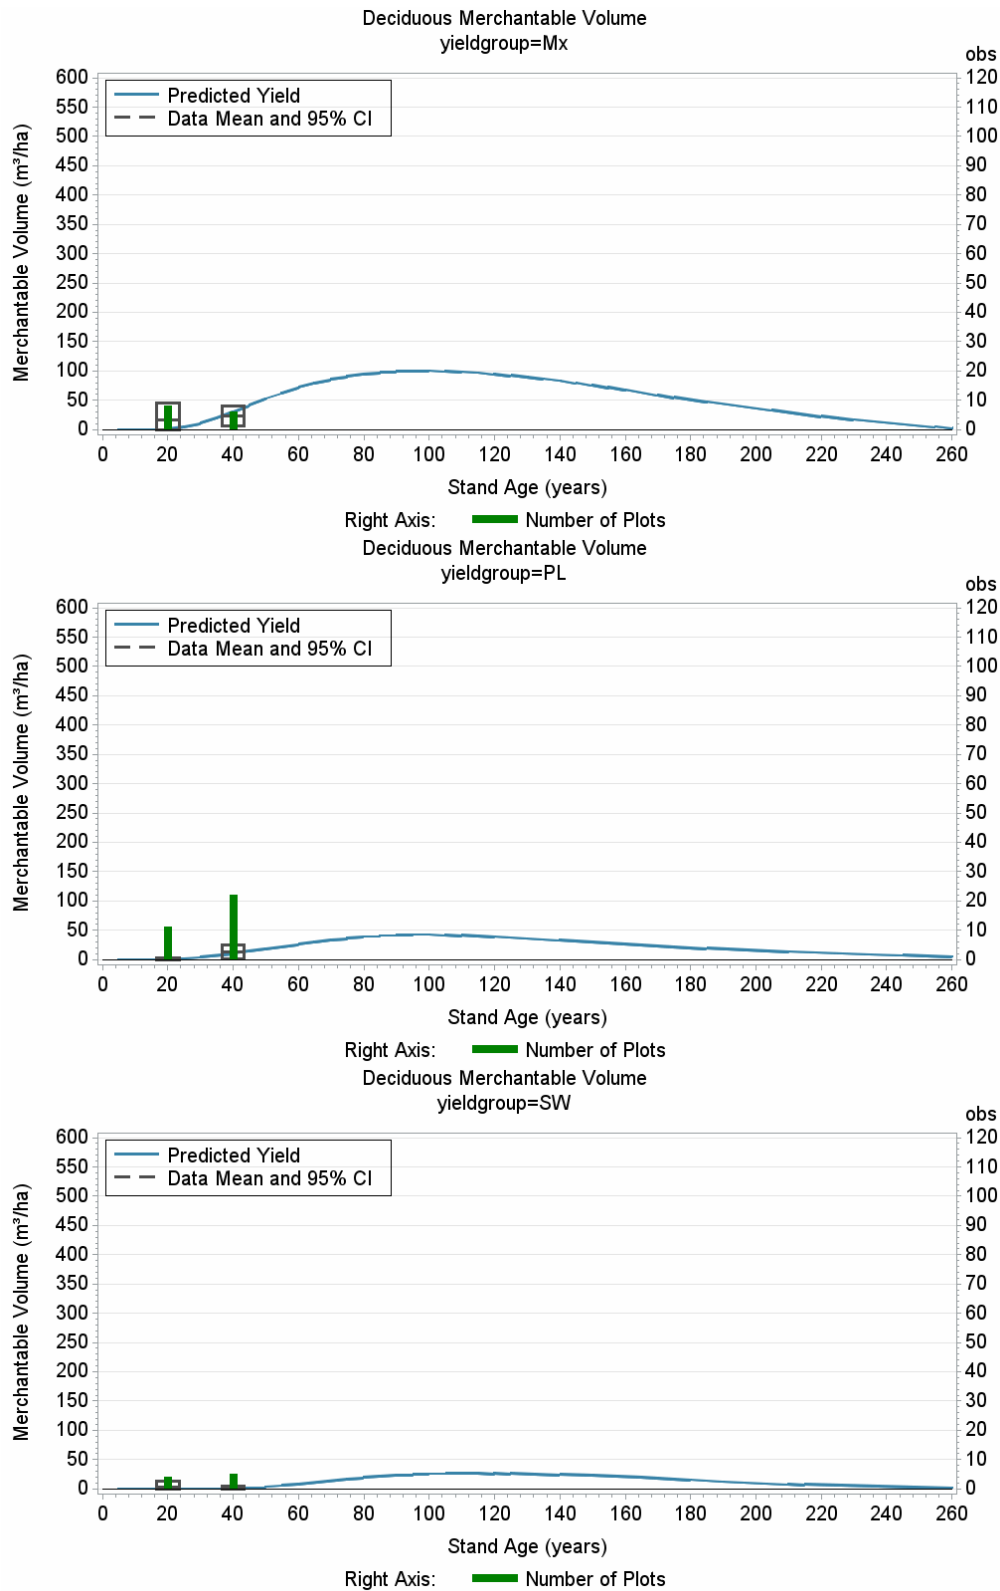 Deciduous Merchantable Volume
yieldgroup=Mx
obs
Merchantable Volume (m³/ha)
600
550
500
450
400
350
300
250
200
150
100
50
0
Predicted Yield
Data Mean and 95% CI
120
110
100
90
80
70
60
50
40
30
20
10
0
0 20 40 60 80 100 120 140 160 180 200 220 240 260
Stand Age (years)
Right Axis: Number of Plots
Deciduous Merchantable Volume
yieldgroup=PL
obs
Merchantable Volume (m³/ha)
600
550
500
450
400
350
300
250
200
150
100
50
0
Predicted Yield
Data Mean and 95% CI
120
110
100
90
80
70
60
50
40
30
20
10
0
0 20 40 60 80 100 120 140 160 180 200 220 240 260
Stand Age (years)
Right Axis: Number of Plots
Deciduous Merchantable Volume
yieldgroup=SW
obs
Merchantable Volume (m³/ha)
600
550
500
450
400
350
300
250
200
150
100
50
0
Predicted Yield
Data Mean and 95% CI
120
110
100
90
80
70
60
50
40
30
20
10
0
0 20 40 60 80 100 120 140 160 180 200 220 240 260
Stand Age (years)
Right Axis: Number of Plots